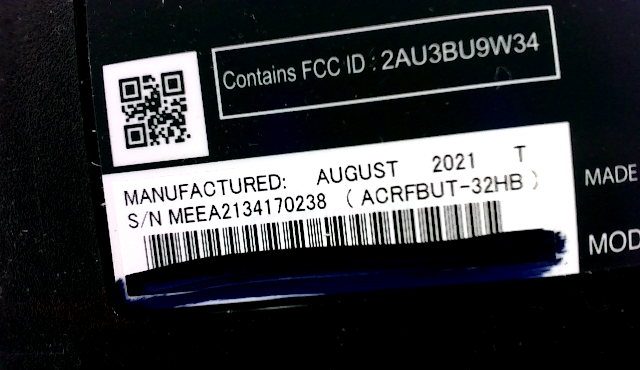 Contains FCC ID : 2AU3BU9W34
MANUFACTURED: AUGUST 2021 T
S/N MEEA2134170238 ( ACRFBUT-32HB )
MADE
MOD